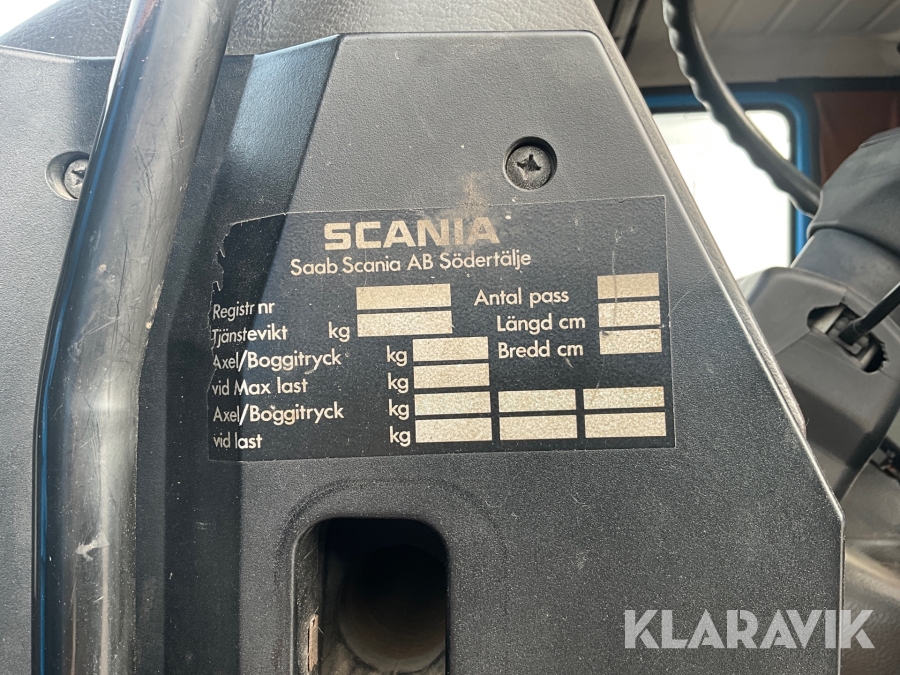 SCANIA
Saab Scania AB Södertälje
Registr nr
Antal pass
Tjänstevikt kg
Längd cm
Axel/Boggitryck kg
Bredd cm
vid Max last kg
Axel/Boggitryck kg
vid last kg
KLARAVIK